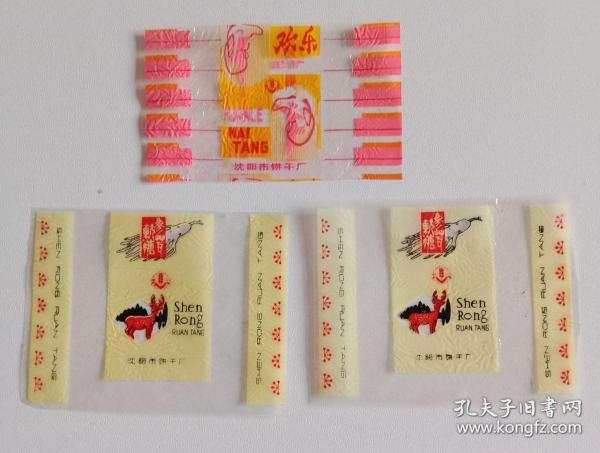 欢乐
HUANLE
NAI
TANG
沈阳市饼干厂
SHEN RONG RUAN TANG
参茸
軟糖
Shen
Rong
RUAN TANG
沈阳市饼干厂
SHEN RONG RUAN TANG
SHEN RONG RUAN TANG
参茸
軟糖
Shen
Rong
RUAN TANG
沈阳市饼干厂
SHEN RONG RUAN TANG
孔夫子旧书网
www.kongfz.com